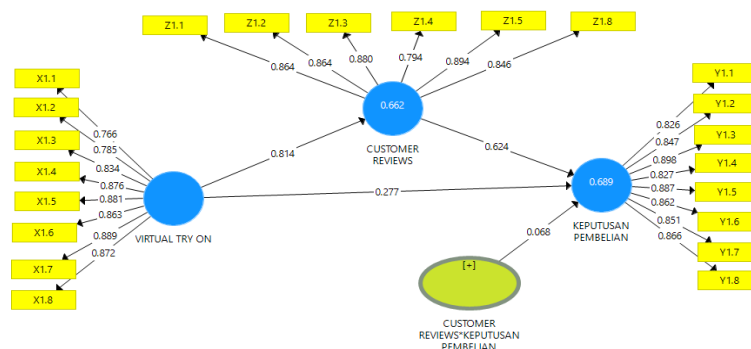 Z1.1
Z1.2
Z1.3
Z1.4
Z1.5
Z1.8
0.864
0.864
0.880
0.794
0.894
0.846
0.662
CUSTOMER
REVIEWS
X1.1
X1.2
X1.3
X1.4
X1.5
X1.6
X1.7
X1.8
0.766
0.785
0.834
0.876
0.881
0.863
0.889
0.872
VIRTUAL TRY ON
0.814
0.624
0.277
0.068
0.689
KEPUTUSAN
PEMBELIAN
0.826
0.847
0.898
0.827
0.887
0.862
0.851
0.866
Y1.1
Y1.2
Y1.3
Y1.4
Y1.5
Y1.6
Y1.7
Y1.8
[+]
CUSTOMER
REVIEWS*KEPUTUSAN
PEMBELIAN